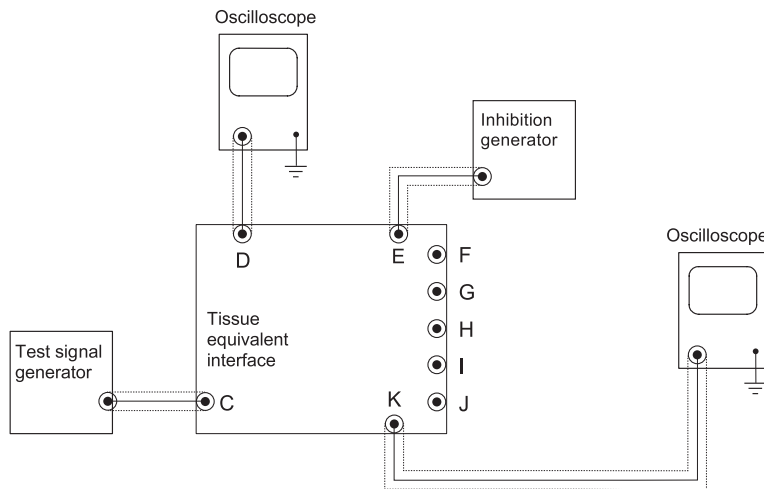 Oscilloscope
Inhibition
generator
D
E
F
Oscilloscope
G
Tissue
equivalent
interface
H
Test signal
generator
I
C
K
J